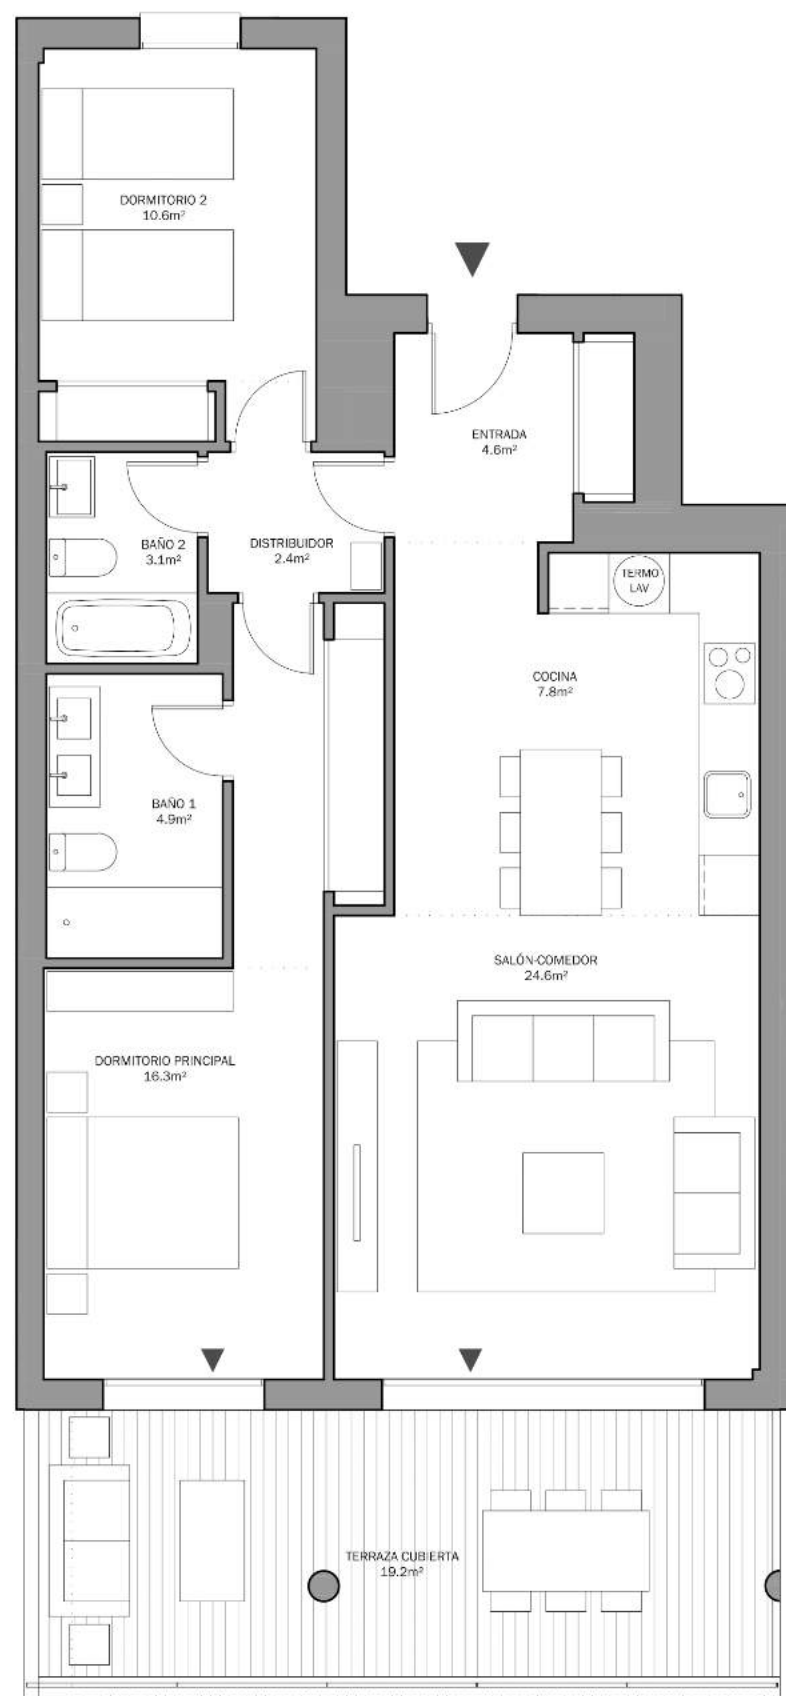 DORMITORIO 2
10.6m²
ENTRADA
4.6m²
BAÑO 2
3.1m²
DISTRIBUIDOR
2.4m²
TERMO
LAV
COCINA
7.8m²
BAÑO 1
4.9m²
SALÓN-COMEDOR
24.6m²
DORMITORIO PRINCIPAL
16.3m²
TERRAZA CUBIERTA
19.2m²